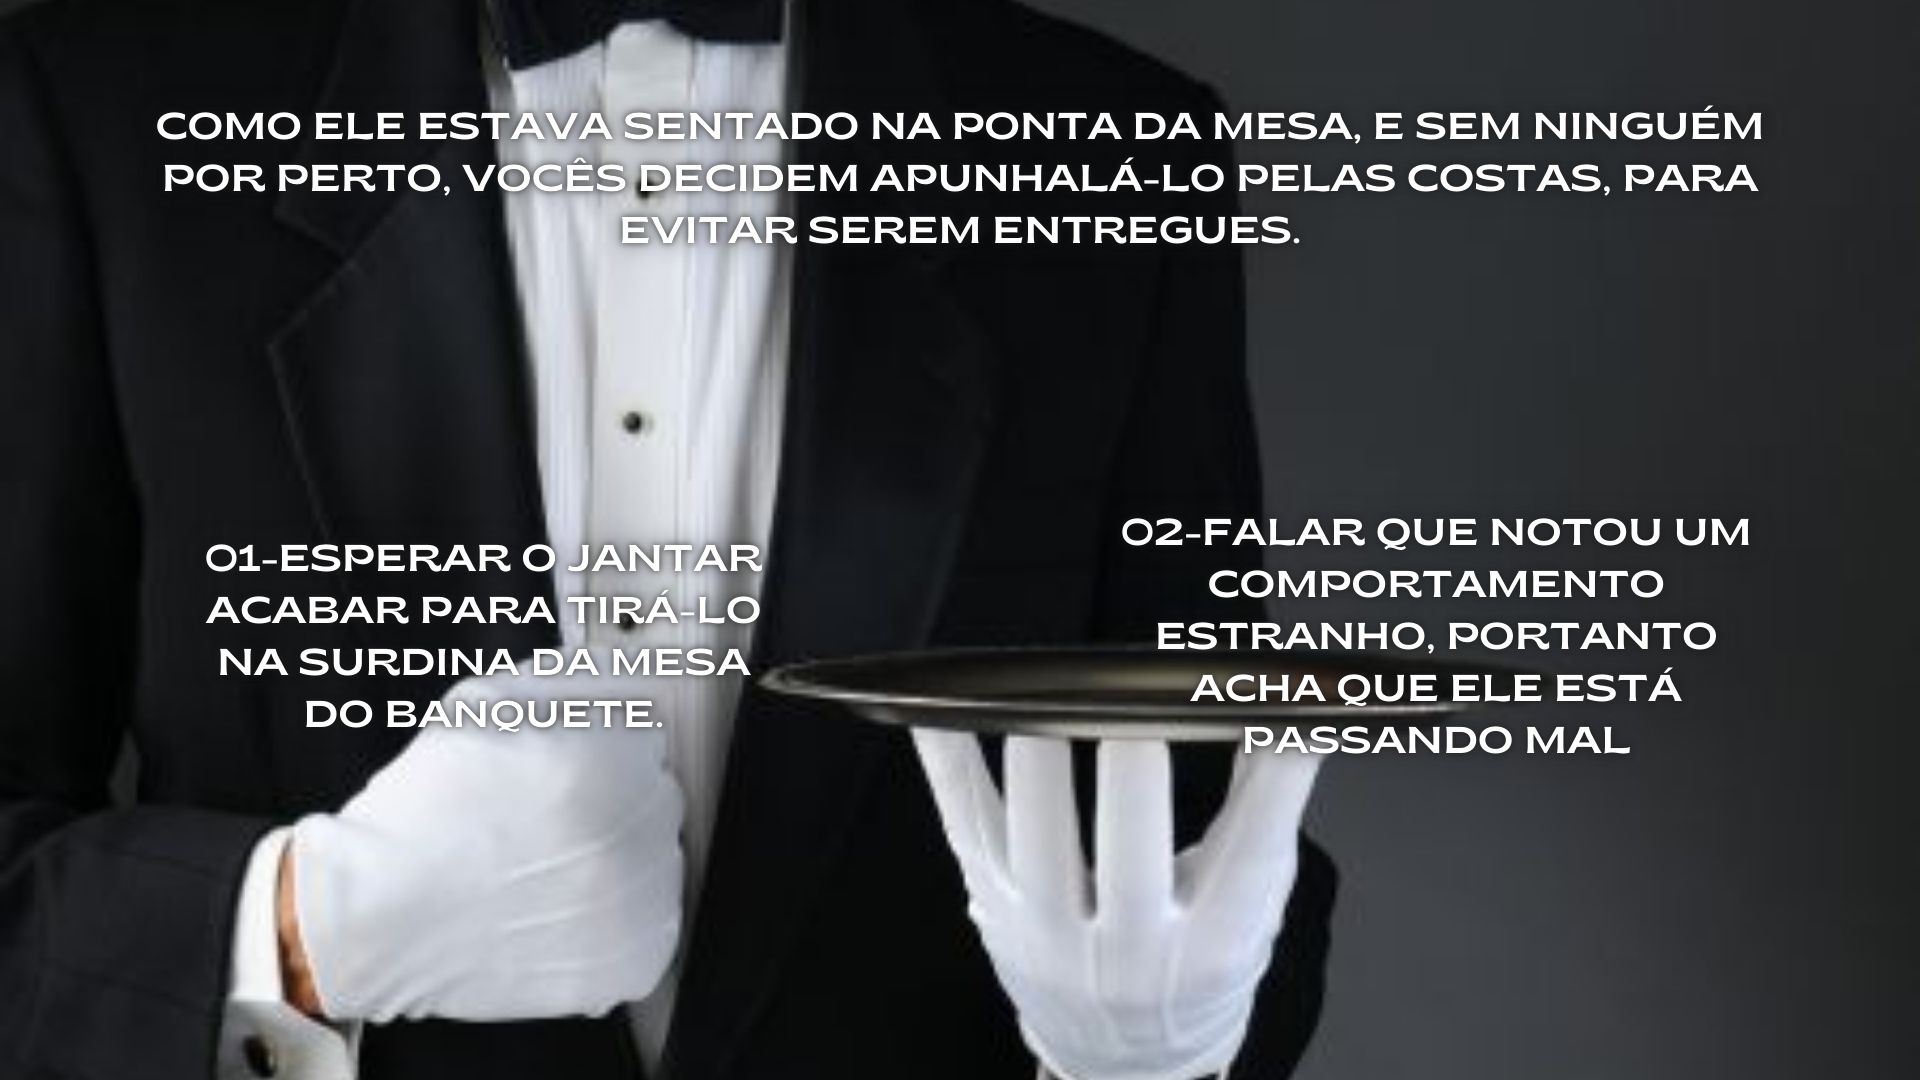 COMO ELE ESTAVA SENTADO NA PONTA DA MESA, E SEM NINGUÉM
POR PERTO, VOCÊS DECIDEM APUNHALÁ-LO PELAS COSTAS, PARA
EVITAR SEREM ENTREGUES.
01-ESPERAR O JANTAR
ACABAR PARA TIRÁ-LO
NA SURDINA DA MESA
DO BANQUETE.
02-FALAR QUE NOTOU UM
COMPORTAMENTO
ESTRANHO, PORTANTO
ACHA QUE ELE ESTÁ
PASSANDO MAL